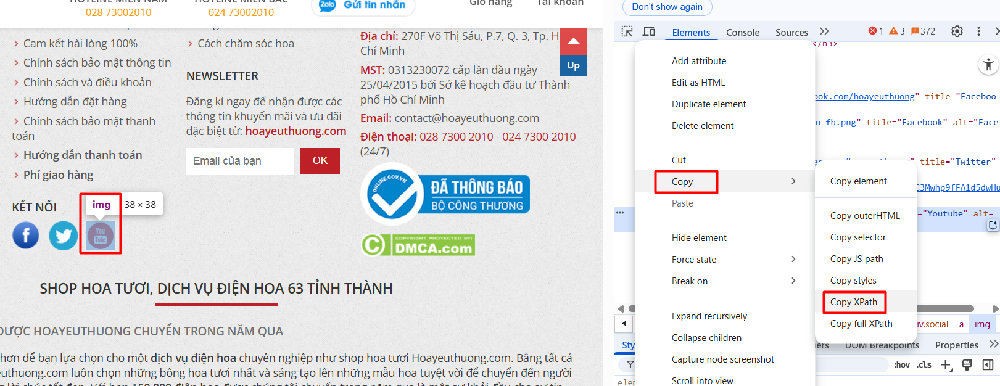 028 73002010
024 73002010
Zalo
Gửi tin nhắn
Giỏ hàng
Tài khoản
Cam kết hài lòng 100%
Chính sách bảo mật thông tin
Chính sách và điều khoản
Hướng dẫn đặt hàng
Chính sách bảo mật thanh
toán
Hướng dẫn thanh toán
Phí giao hàng
KẾT NỐI
img 38 × 38
You
Tube
Cách chăm sóc hoa
NEWSLETTER
Đăng kí ngay để nhận được các
thông tin khuyến mãi và ưu đãi
đặc biệt từ: hoayeuthuong.com
Email của bạn
OK
Địa chỉ: 270F Võ Thị Sáu, P.7, Q. 3, Tp. H
Chí Minh
MST: 0313230072 cấp lần đầu ngày
25/04/2015 bởi Sở kế hoạch đầu tư Thành
phố Hồ Chí Minh
Email: contact@hoayeuthuong.com
Điện thoại: 028 7300 2010 - 024 7300 2010
(24/7)
Up
ONLINE.GOV.VN
ĐÃ THÔNG BÁO
BỘ CÔNG THƯƠNG
COPYRIGHT PROTECTED BY:
DMCA.com
SHOP HOA TƯƠI, DỊCH VỤ ĐIỆN HOA 63 TỈNH THÀNH
ĐƯỢC HOAYEUTHUONG CHUYỂN TRONG NĂM QUA
hơn để bạn lựa chọn cho một dịch vụ điện hoa chuyên nghiệp như shop hoa tươi Hoayeuthuong.com. Bằng tất cả
euthuong.com luôn chọn những bông hoa tươi nhất và sáng tạo lên những mẫu hoa tuyệt vời để chuyển đến người
Don't show again
Elements
Console
Sources
1
3
372
</h3>
ook.com/hoayeuthuong" title="Faceboo
n-fb.png" title="Facebook" alt="Face
" title="Twitter"
C3Mwhp9fFA1d5dwHu
="Youtube" alt=
Add attribute
Edit as HTML
Duplicate element
Delete element
Cut
Copy
Paste
Hide element
Force state
Break on
Expand recursively
Collapse children
Capture node screenshot
Scroll into view
Copy element
Copy outerHTML
Copy selector
Copy JS path
Copy styles
Copy XPath
Copy full XPath
iv.social a img
Sty
ners
DOM Breakpoints
Properties
:hov .cls
elem